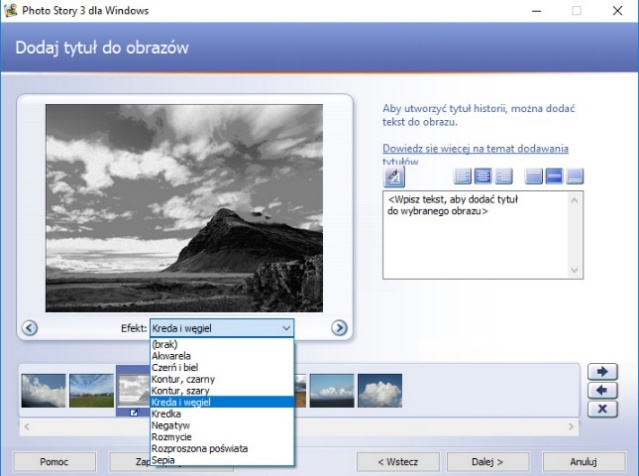 Photo Story 3 dla Windows
Dodaj tytuł do obrazów
Aby utworzyć tytuł historii, można dodać
tekst do obrazu.
Dowiedz się więcej na temat dodawania
tytułów
<Wpisz tekst, aby dodać tytuł
do wybranego obrazu>
Efekt: Kreda i węgiel
(brak)
Akwarela
Czerń i biel
Kontur, czarny
Kontur, szary
Kreda i węgiel
Kredka
Negatyw
Rozmycie
Rozproszona poświata
Sepia
Pomoc
< Wstecz
Dalej >
Anuluj